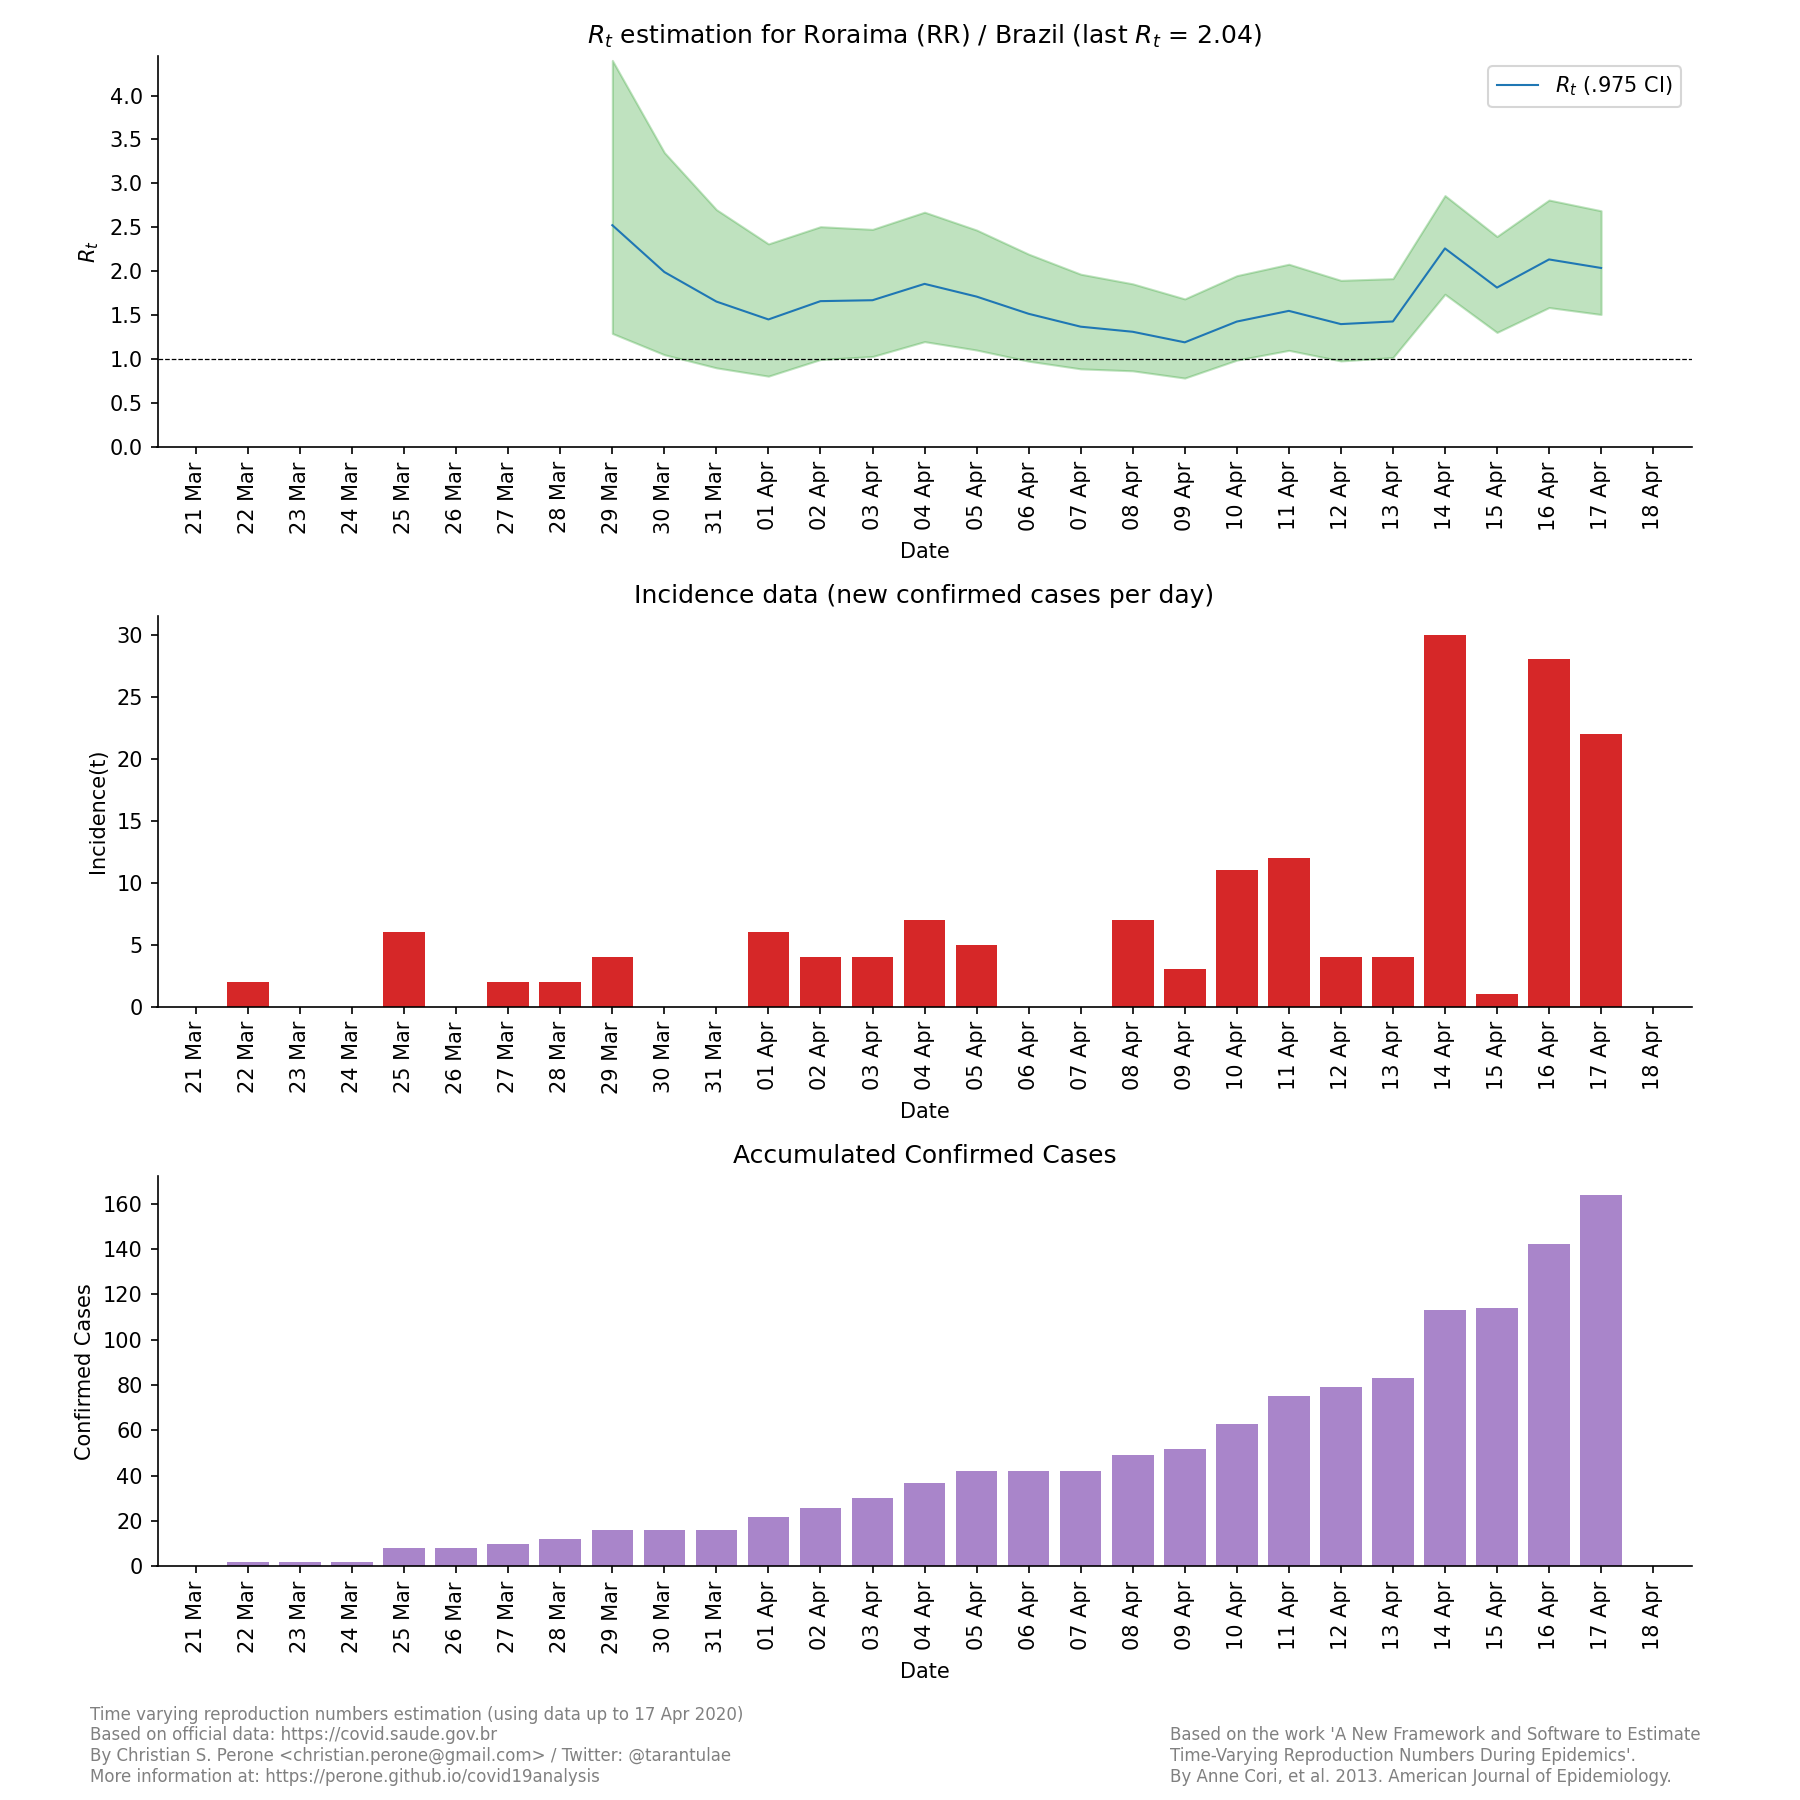 Rt estimation for Roraima (RR) / Brazil (last Rt = 2.04)
Rt (.975 CI)
Rt
4.0
3.5
3.0
2.5
2.0
1.5
1.0
0.5
0.0
21 Mar 22 Mar 23 Mar 24 Mar 25 Mar 26 Mar 27 Mar 28 Mar 29 Mar 30 Mar 31 Mar 01 Apr 02 Apr 03 Apr 04 Apr 05 Apr 06 Apr 07 Apr 08 Apr 09 Apr 10 Apr 11 Apr 12 Apr 13 Apr 14 Apr 15 Apr 16 Apr 17 Apr 18 Apr
Date
Incidence data (new confirmed cases per day)
Incidence(t)
30
25
20
15
10
5
0
21 Mar 22 Mar 23 Mar 24 Mar 25 Mar 26 Mar 27 Mar 28 Mar 29 Mar 30 Mar 31 Mar 01 Apr 02 Apr 03 Apr 04 Apr 05 Apr 06 Apr 07 Apr 08 Apr 09 Apr 10 Apr 11 Apr 12 Apr 13 Apr 14 Apr 15 Apr 16 Apr 17 Apr 18 Apr
Date
Accumulated Confirmed Cases
Confirmed Cases
160
140
120
100
80
60
40
20
0
21 Mar 22 Mar 23 Mar 24 Mar 25 Mar 26 Mar 27 Mar 28 Mar 29 Mar 30 Mar 31 Mar 01 Apr 02 Apr 03 Apr 04 Apr 05 Apr 06 Apr 07 Apr 08 Apr 09 Apr 10 Apr 11 Apr 12 Apr 13 Apr 14 Apr 15 Apr 16 Apr 17 Apr 18 Apr
Date
Time varying reproduction numbers estimation (using data up to 17 Apr 2020)
Based on official data: https://covid.saude.gov.br
By Christian S. Perone <christian.perone@gmail.com> / Twitter: @tarantulae
More information at: https://perone.github.io/covid19analysis
Based on the work 'A New Framework and Software to Estimate
Time-Varying Reproduction Numbers During Epidemics'.
By Anne Cori, et al. 2013. American Journal of Epidemiology.